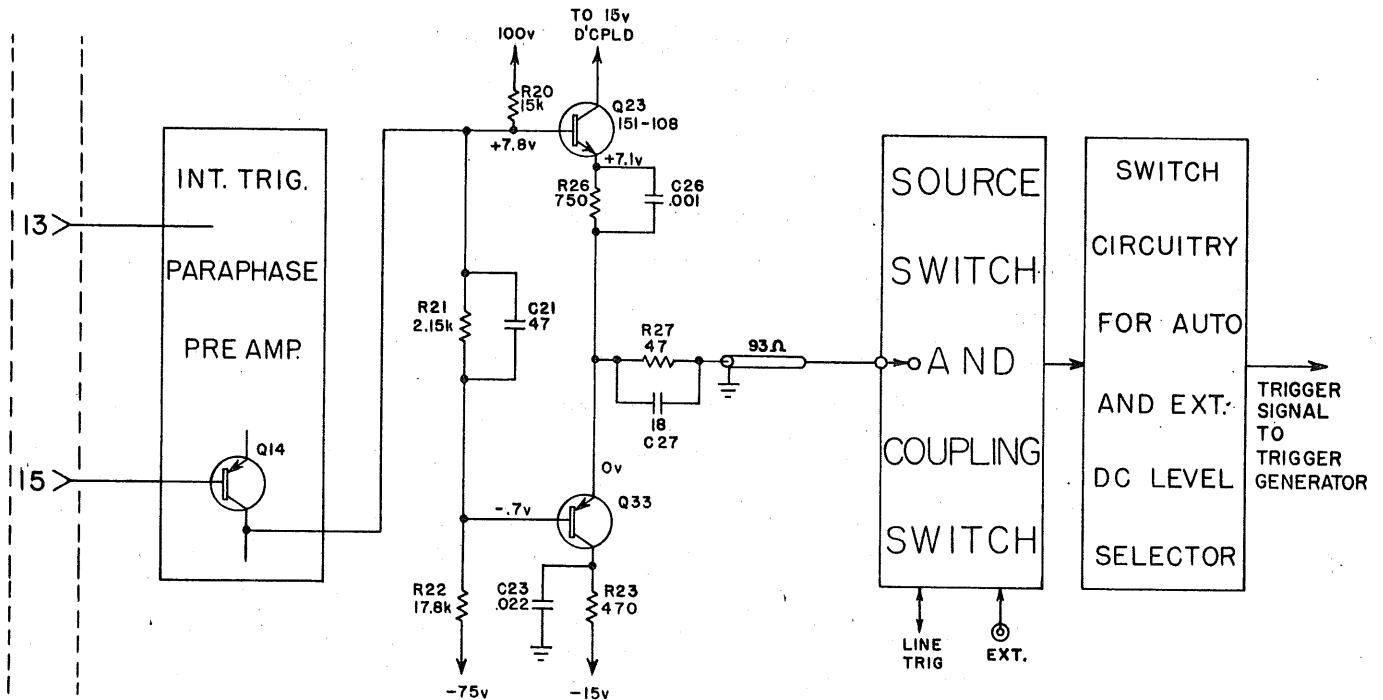 13
15
INT. TRIG.
PARAPHASE
PRE AMP.
Q14
100v
R20
15k
+7.8v
TO 15v
D'CPLD
Q23
151-108
+7.1v
R26
750
C26
.001
R21
2.15k
C21
47
R27
47
18
C27
93Ω
0v
Q33
-.7v
R22
17.8k
-75v
C23
.022
R23
470
-15v
SOURCE
SWITCH
AND
COUPLING
SWITCH
LINE
TRIG
EXT.
SWITCH
CIRCUITRY
FOR AUTO
AND EXT.
DC LEVEL
SELECTOR
TRIGGER
SIGNAL
TO
TRIGGER
GENERATOR